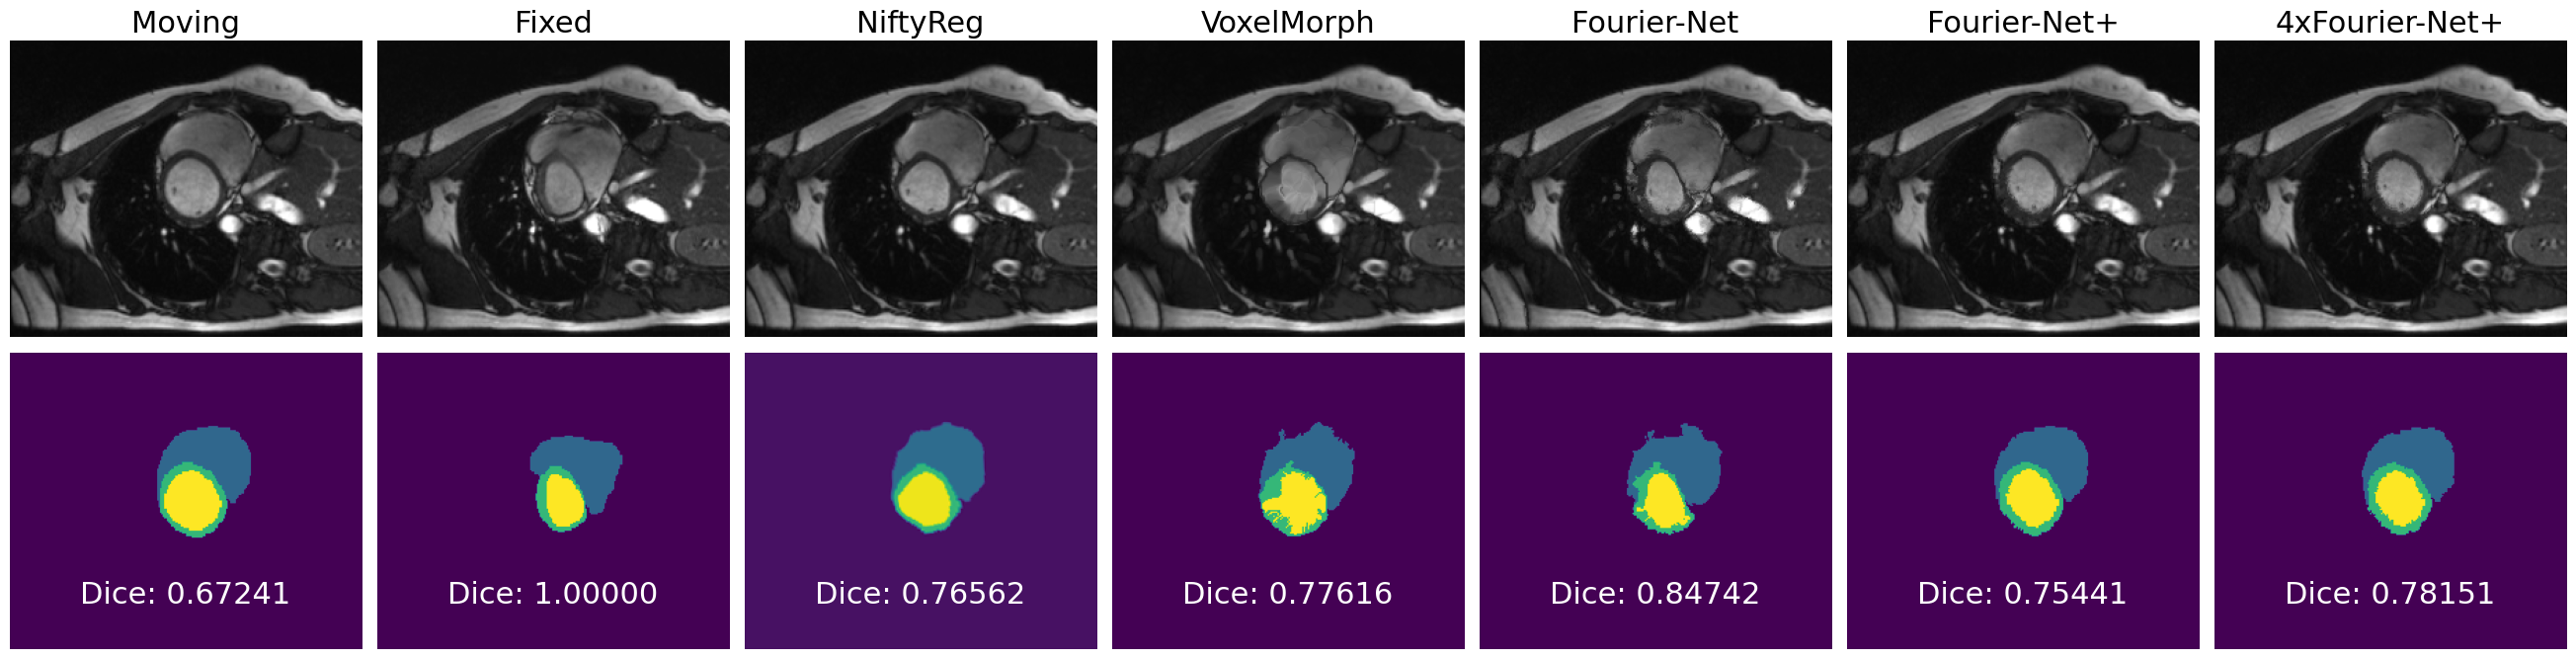 Moving
Fixed
NiftyReg
VoxelMorph
Fourier-Net
Fourier-Net+
4xFourier-Net+
Dice: 0.67241
Dice: 1.00000
Dice: 0.76562
Dice: 0.77616
Dice: 0.84742
Dice: 0.75441
Dice: 0.78151